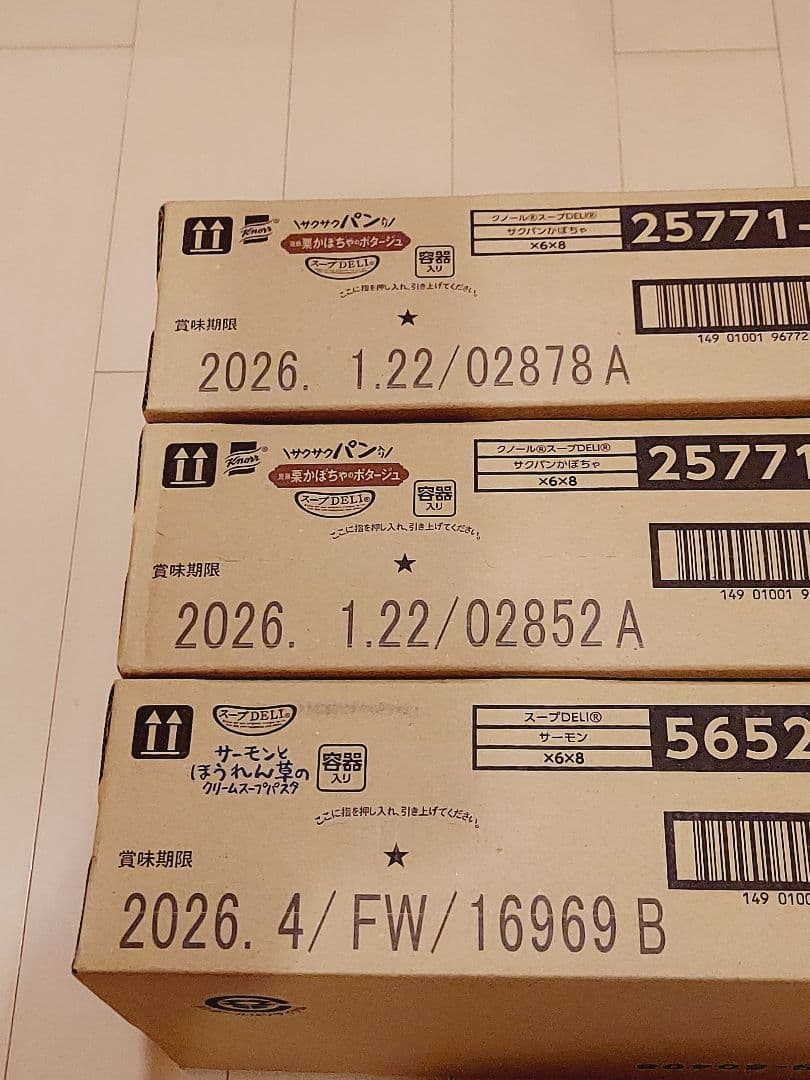 Knorr®
\サクサクパン入り/
栗かぼちゃのポタージュ
スープDELI®
容器
入り
ここに指を押し入れ、引き上げてください。
クノール®スープDELI®
サクパンかぼちゃ
×6×8
25771-
149 01001 96772
★
賞味期限
2026. 1.22/02878 A
Knorr®
\サクサクパン入り/
栗かぼちゃのポタージュ
スープDELI®
容器
入り
ここに指を押し入れ、引き上げてください。
クノール®スープDELI®
サクパンかぼちゃ
×6×8
25771
149 01001 9
★
賞味期限
2026. 1.22/02852 A
スープDELI®
サーモンと
ほうれん草の
クリームスープパスタ
容器
入り
ここに指を押し入れ、引き上げてください。
スープDELI®
サーモン
×6×8
5652
149 0100
★
賞味期限
2026. 4/FW/16969 B